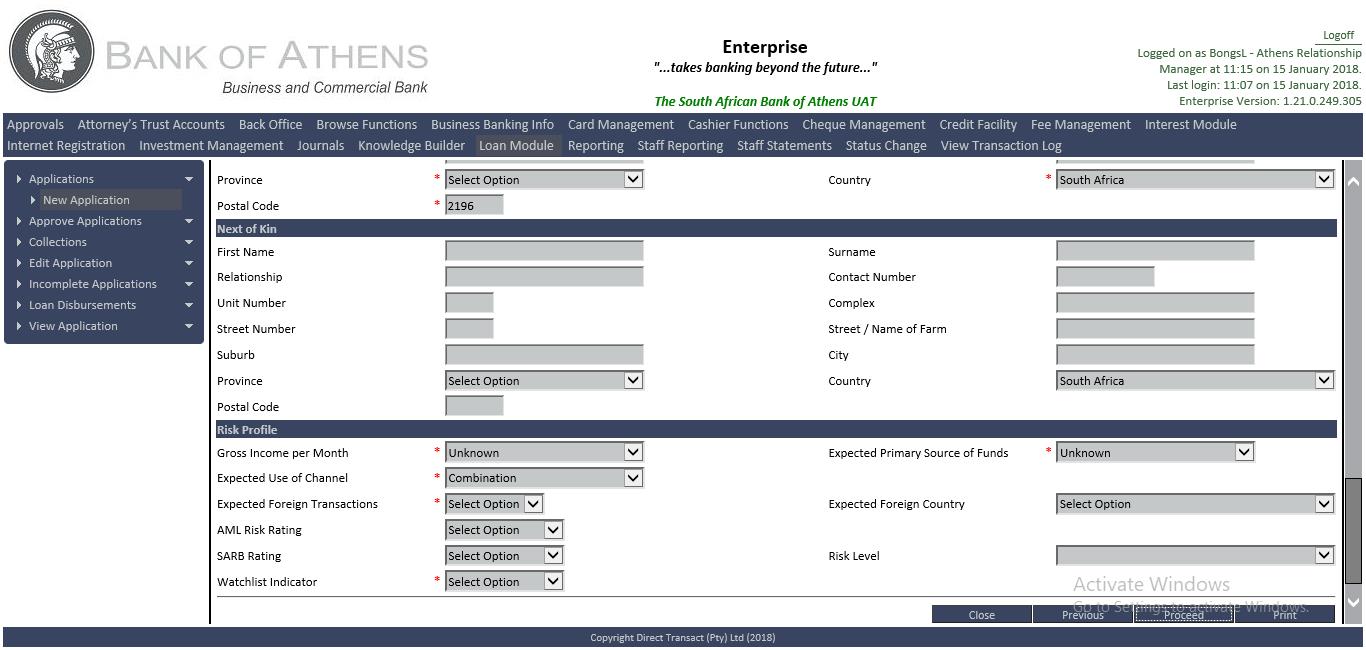 BANK OF ATHENS
Business and Commercial Bank
Enterprise
"...takes banking beyond the future..."
The South African Bank of Athens UAT
Logoff
Logged on as BongsL - Athens Relationship
Manager at 11:15 on 15 January 2018.
Last login: 11:07 on 15 January 2018.
Enterprise Version: 1.21.0.249.305
Approvals Attorney's Trust Accounts Back Office Browse Functions Business Banking Info Card Management Cashier Functions Cheque Management Credit Facility Fee Management Interest Module
Internet Registration Investment Management Journals Knowledge Builder Loan Module Reporting Staff Reporting Staff Statements Status Change View Transaction Log
Applications
New Application
Approve Applications
Collections
Edit Application
Incomplete Applications
Loan Disbursements
View Application
Province * Select Option Country * South Africa
Postal Code * 2196
Next of Kin
First Name Surname
Relationship Contact Number
Unit Number Complex
Street Number Street / Name of Farm
Suburb City
Province Select Option Country South Africa
Postal Code
Risk Profile
Gross Income per Month * Unknown Expected Primary Source of Funds * Unknown
Expected Use of Channel * Combination
Expected Foreign Transactions * Select Option Expected Foreign Country Select Option
AML Risk Rating Select Option
SARB Rating Select Option Risk Level
Watchlist Indicator * Select Option
Activate Windows
Go to Settings to activate Windows.
Close Previous Proceed Print
Copyright Direct Transact (Pty) Ltd (2018)